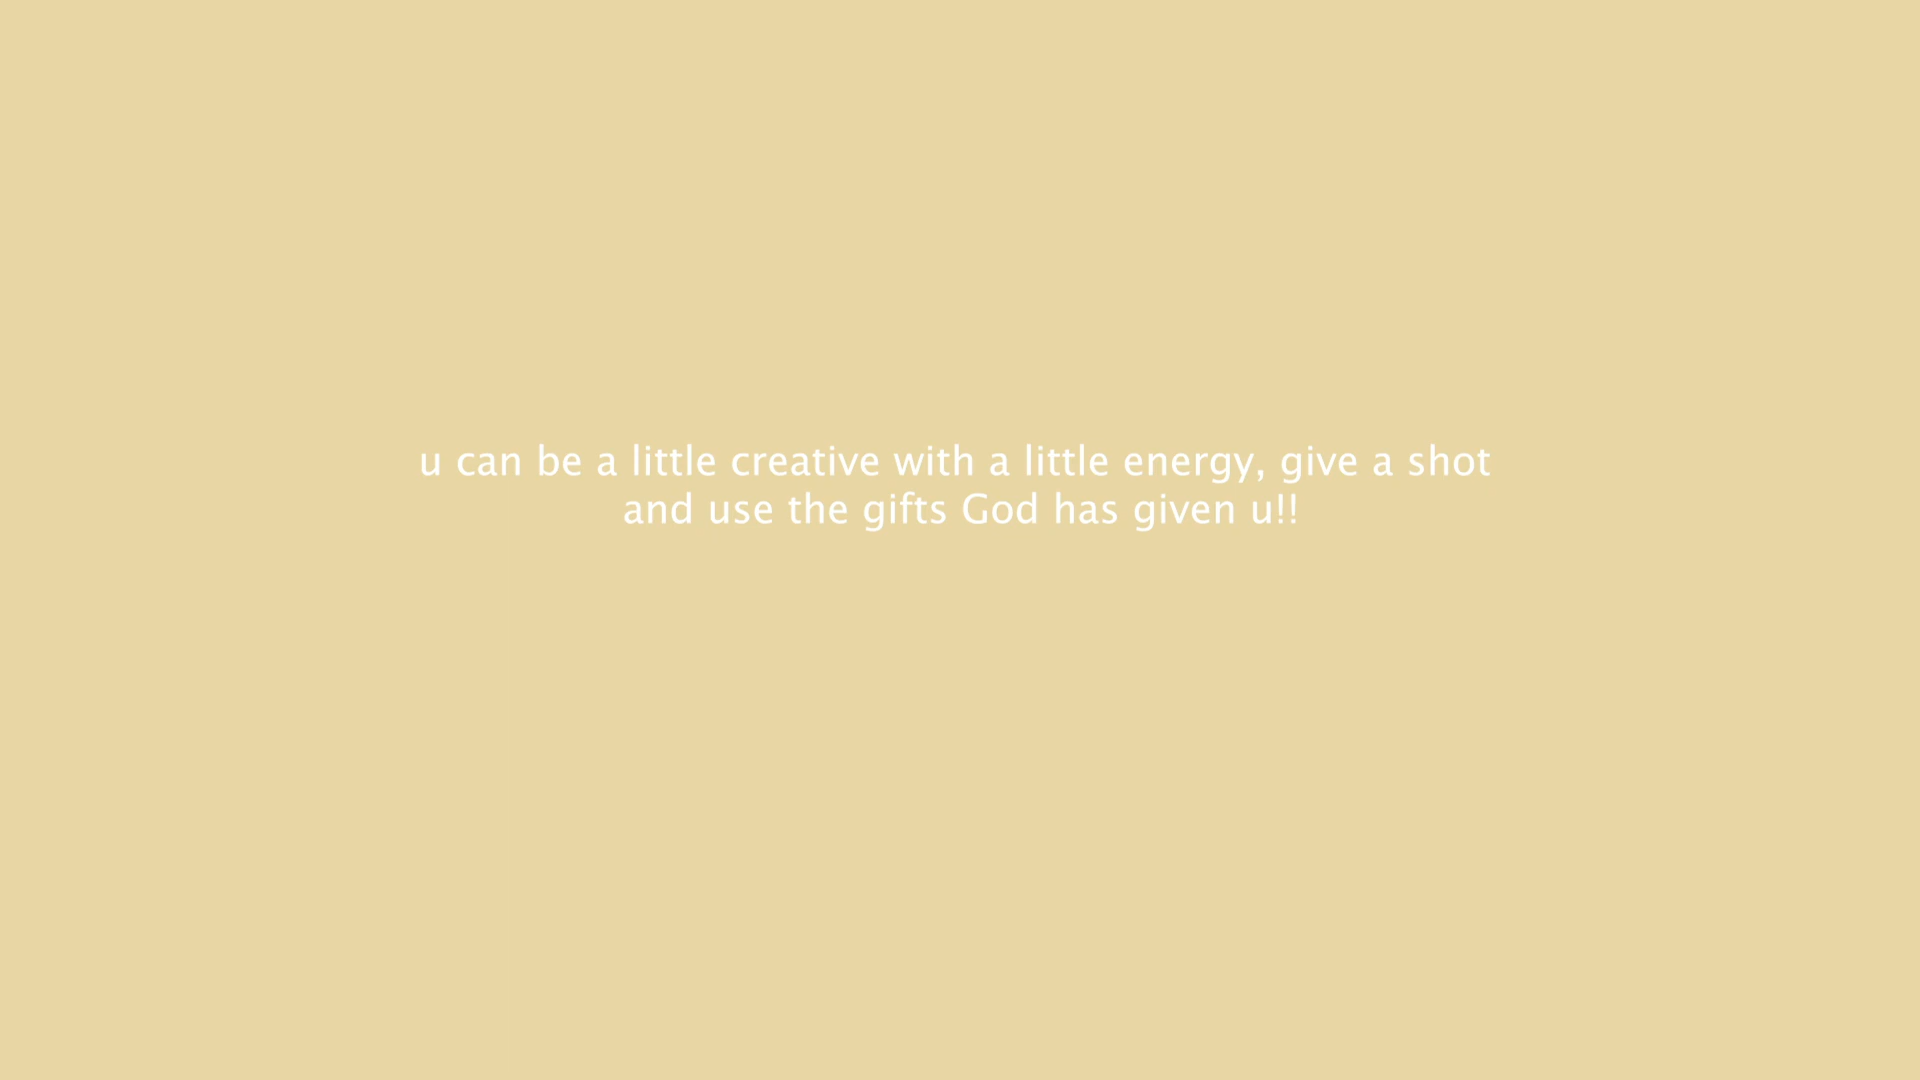 u can be a little creative with a little energy, give a shot
and use the gifts God has given u!!